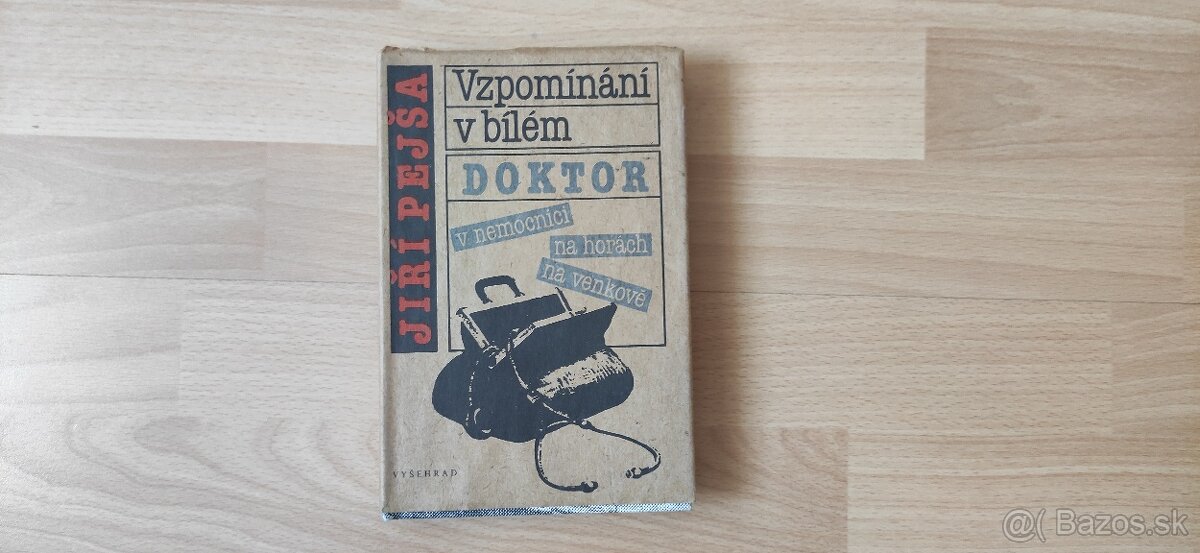 JIŘÍ PEJŠA
Vzpomínání
v bílém
DOKTOR
v nemocnici
na horách
na venkově
VYŠEHRAD
@( Bazos.sk